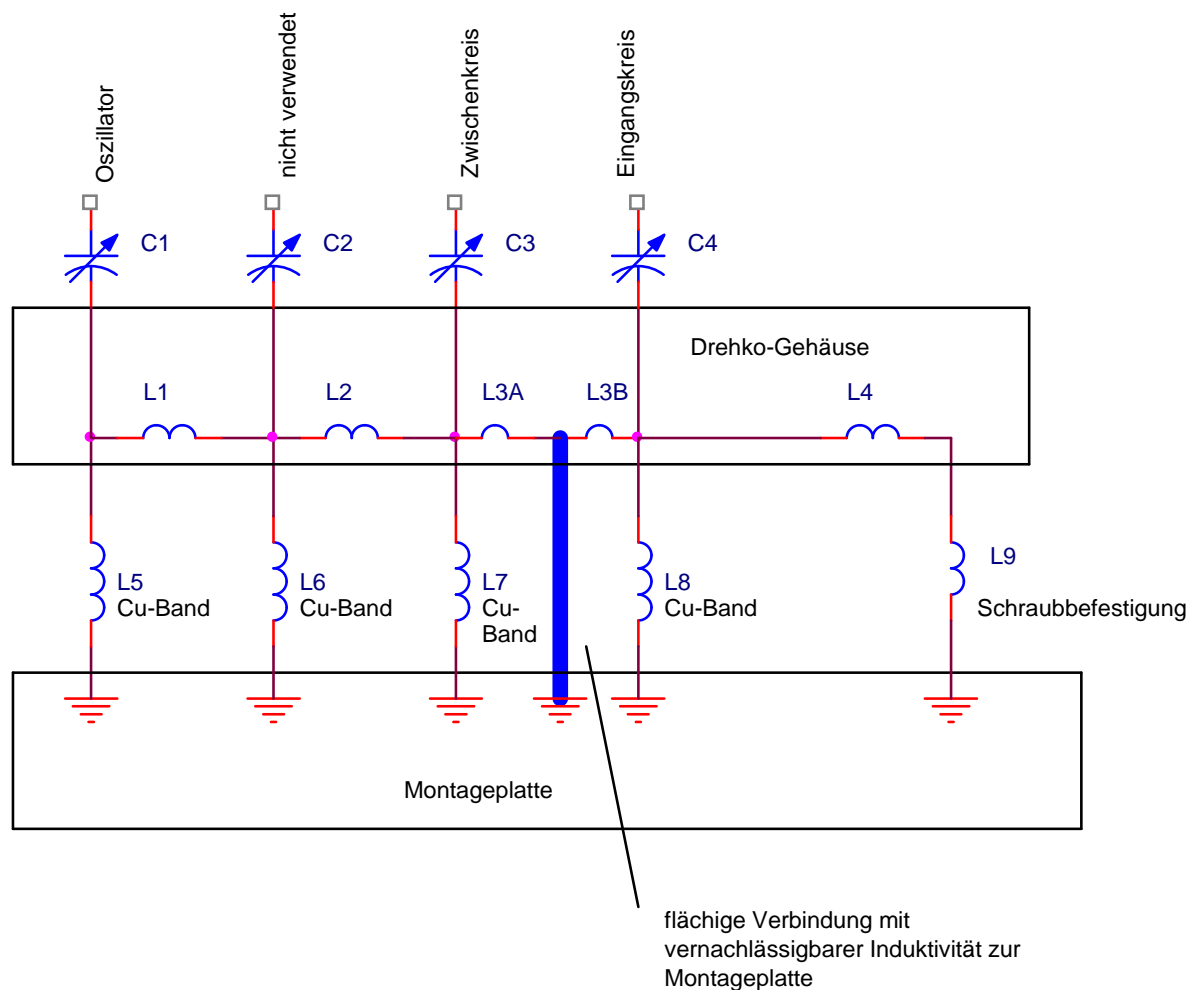 Oszillator
nicht verwendet
Zwischenkreis
Eingangskreis
C1
C2
C3
C4
Drehko-Gehäuse
L1
L2
L3A
L3B
L4
L5
Cu-Band
L6
Cu-Band
L7
Cu-
Band
L8
Cu-Band
L9
Schraubbefestigung
Montageplatte
flächige Verbindung mit
vernachlässigbarer Induktivität zur
Montageplatte